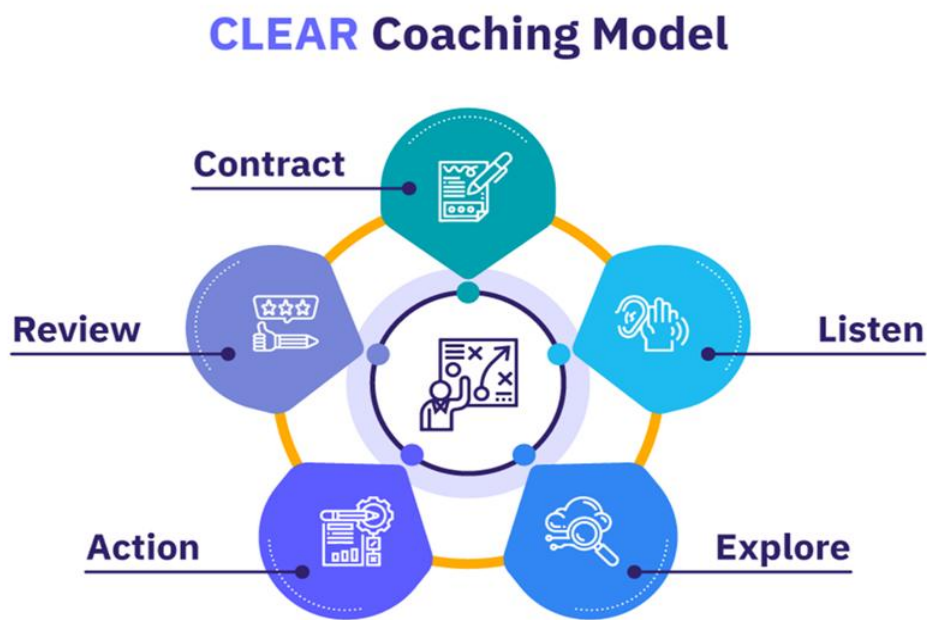 CLEAR Coaching Model
Contract
Listen
Explore
Action
Review